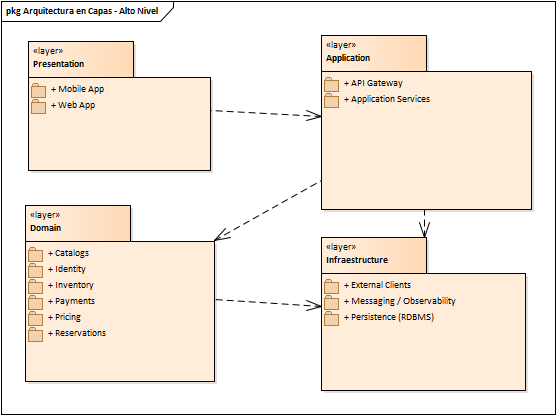 pkg Arquitectura en Capas - Alto Nivel
«layer»
Presentation
+ Mobile App
+ Web App
«layer»
Application
+ API Gateway
+ Application Services
«layer»
Domain
+ Catalogs
+ Identity
+ Inventory
+ Payments
+ Pricing
+ Reservations
«layer»
Infraestructure
+ External Clients
+ Messaging / Observability
+ Persistence (RDBMS)